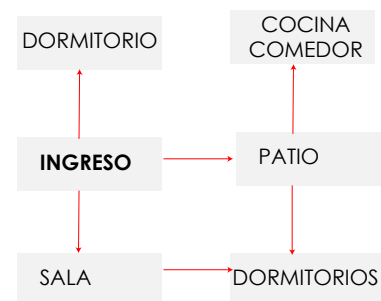 DORMITORIO
COCINA
COMEDOR
INGRESO
PATIO
SALA
DORMITORIOS